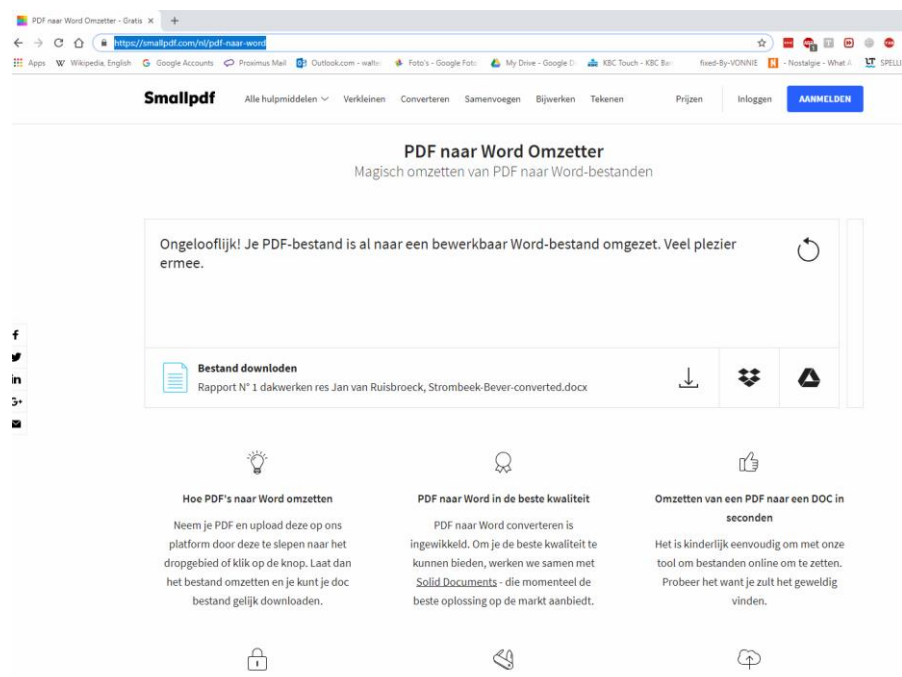 PDF naar Word Omzetter - Gratis
https://smallpdf.com/nl/pdf-naar-word
Apps Wikipedia, English Google Accounts Proximus Mail Outlook.com - walte Foto's - Google Foto My Drive - Google D KBC Touch - KBC Ba fixed-By-VONNIE - Nostalgie - What A SPELLI
Smallpdf Alle hulpmiddelen Verkleinen Converteren Samenvoegen Bijwerken Tekenen Prijzen Inloggen AANMELDEN
PDF naar Word Omzetter
Magisch omzetten van PDF naar Word-bestanden
Ongelooflijk! Je PDF-bestand is al naar een bewerkbaar Word-bestand omgezet. Veel plezier
ermee.
Bestand downloden
Rapport N° 1 dakwerken res Jan van Ruisbroeck, Strombeek-Bever-converted.docx
Hoe PDF's naar Word omzetten
Neem je PDF en upload deze op ons
platform door deze te slepen naar het
dropgebied of klik op de knop. Laat dan
het bestand omzetten en je kunt je doc
bestand gelijk downloaden.
PDF naar Word in de beste kwaliteit
PDF naar Word converteren is
ingewikkeld. Om je de beste kwaliteit te
kunnen bieden, werken we samen met
Solid Documents - die momenteel de
beste oplossing op de markt aanbiedt.
Omzetten van een PDF naar een DOC in
seconden
Het is kinderlijk eenvoudig om met onze
tool om bestanden online om te zetten.
Probeer het want je zult het geweldig
vinden.